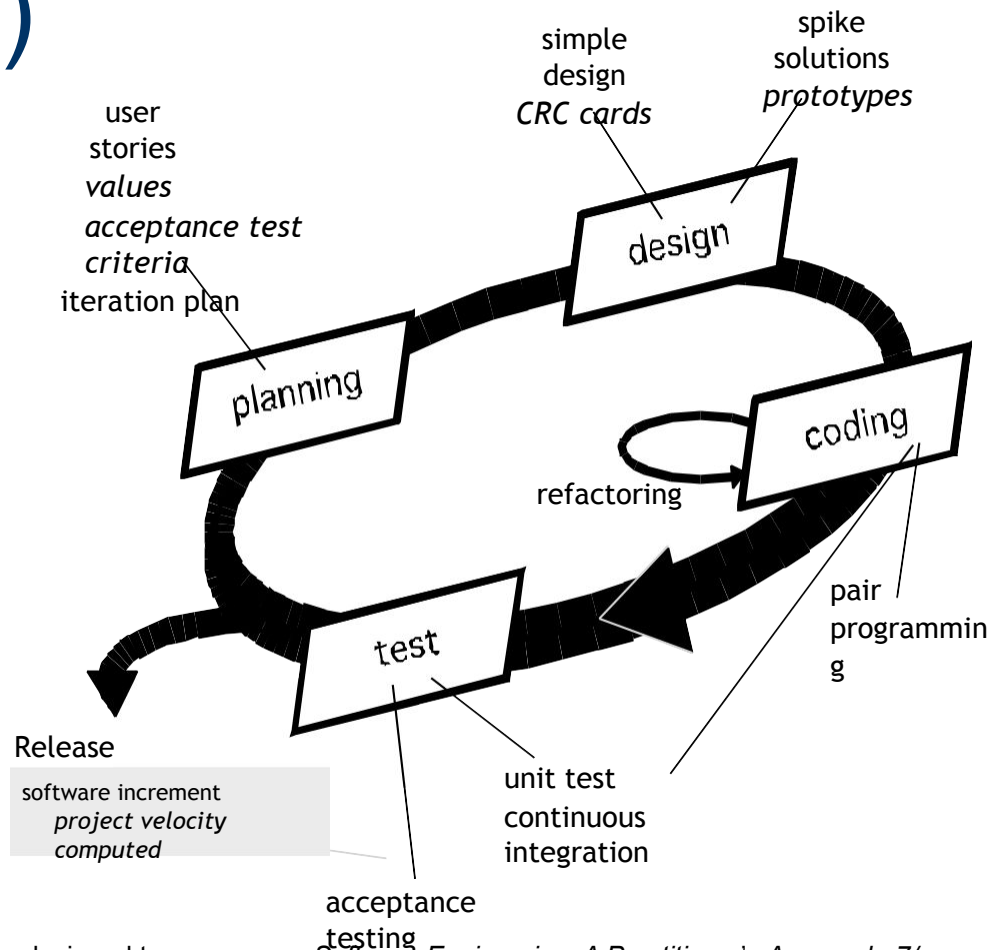 )
spike
solutions
prototypes
simple
design
CRC cards
user
stories
values
acceptance test
criteria
iteration plan
design
planning
coding
refactoring
test
pair
programmin
g
Release
software increment
project velocity
computed
unit test
continuous
integration
acceptance
testing